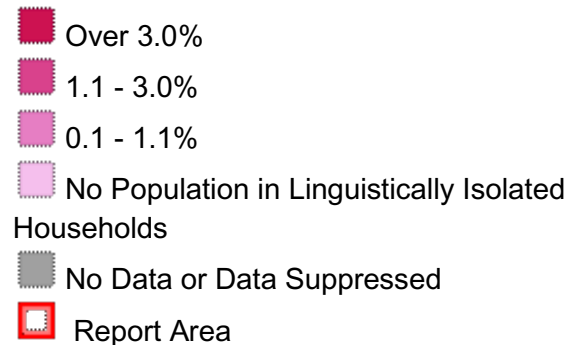 Over 3.0%
1.1 - 3.0%
0.1 - 1.1%
No Population in Linguistically Isolated
Households
No Data or Data Suppressed
Report Area